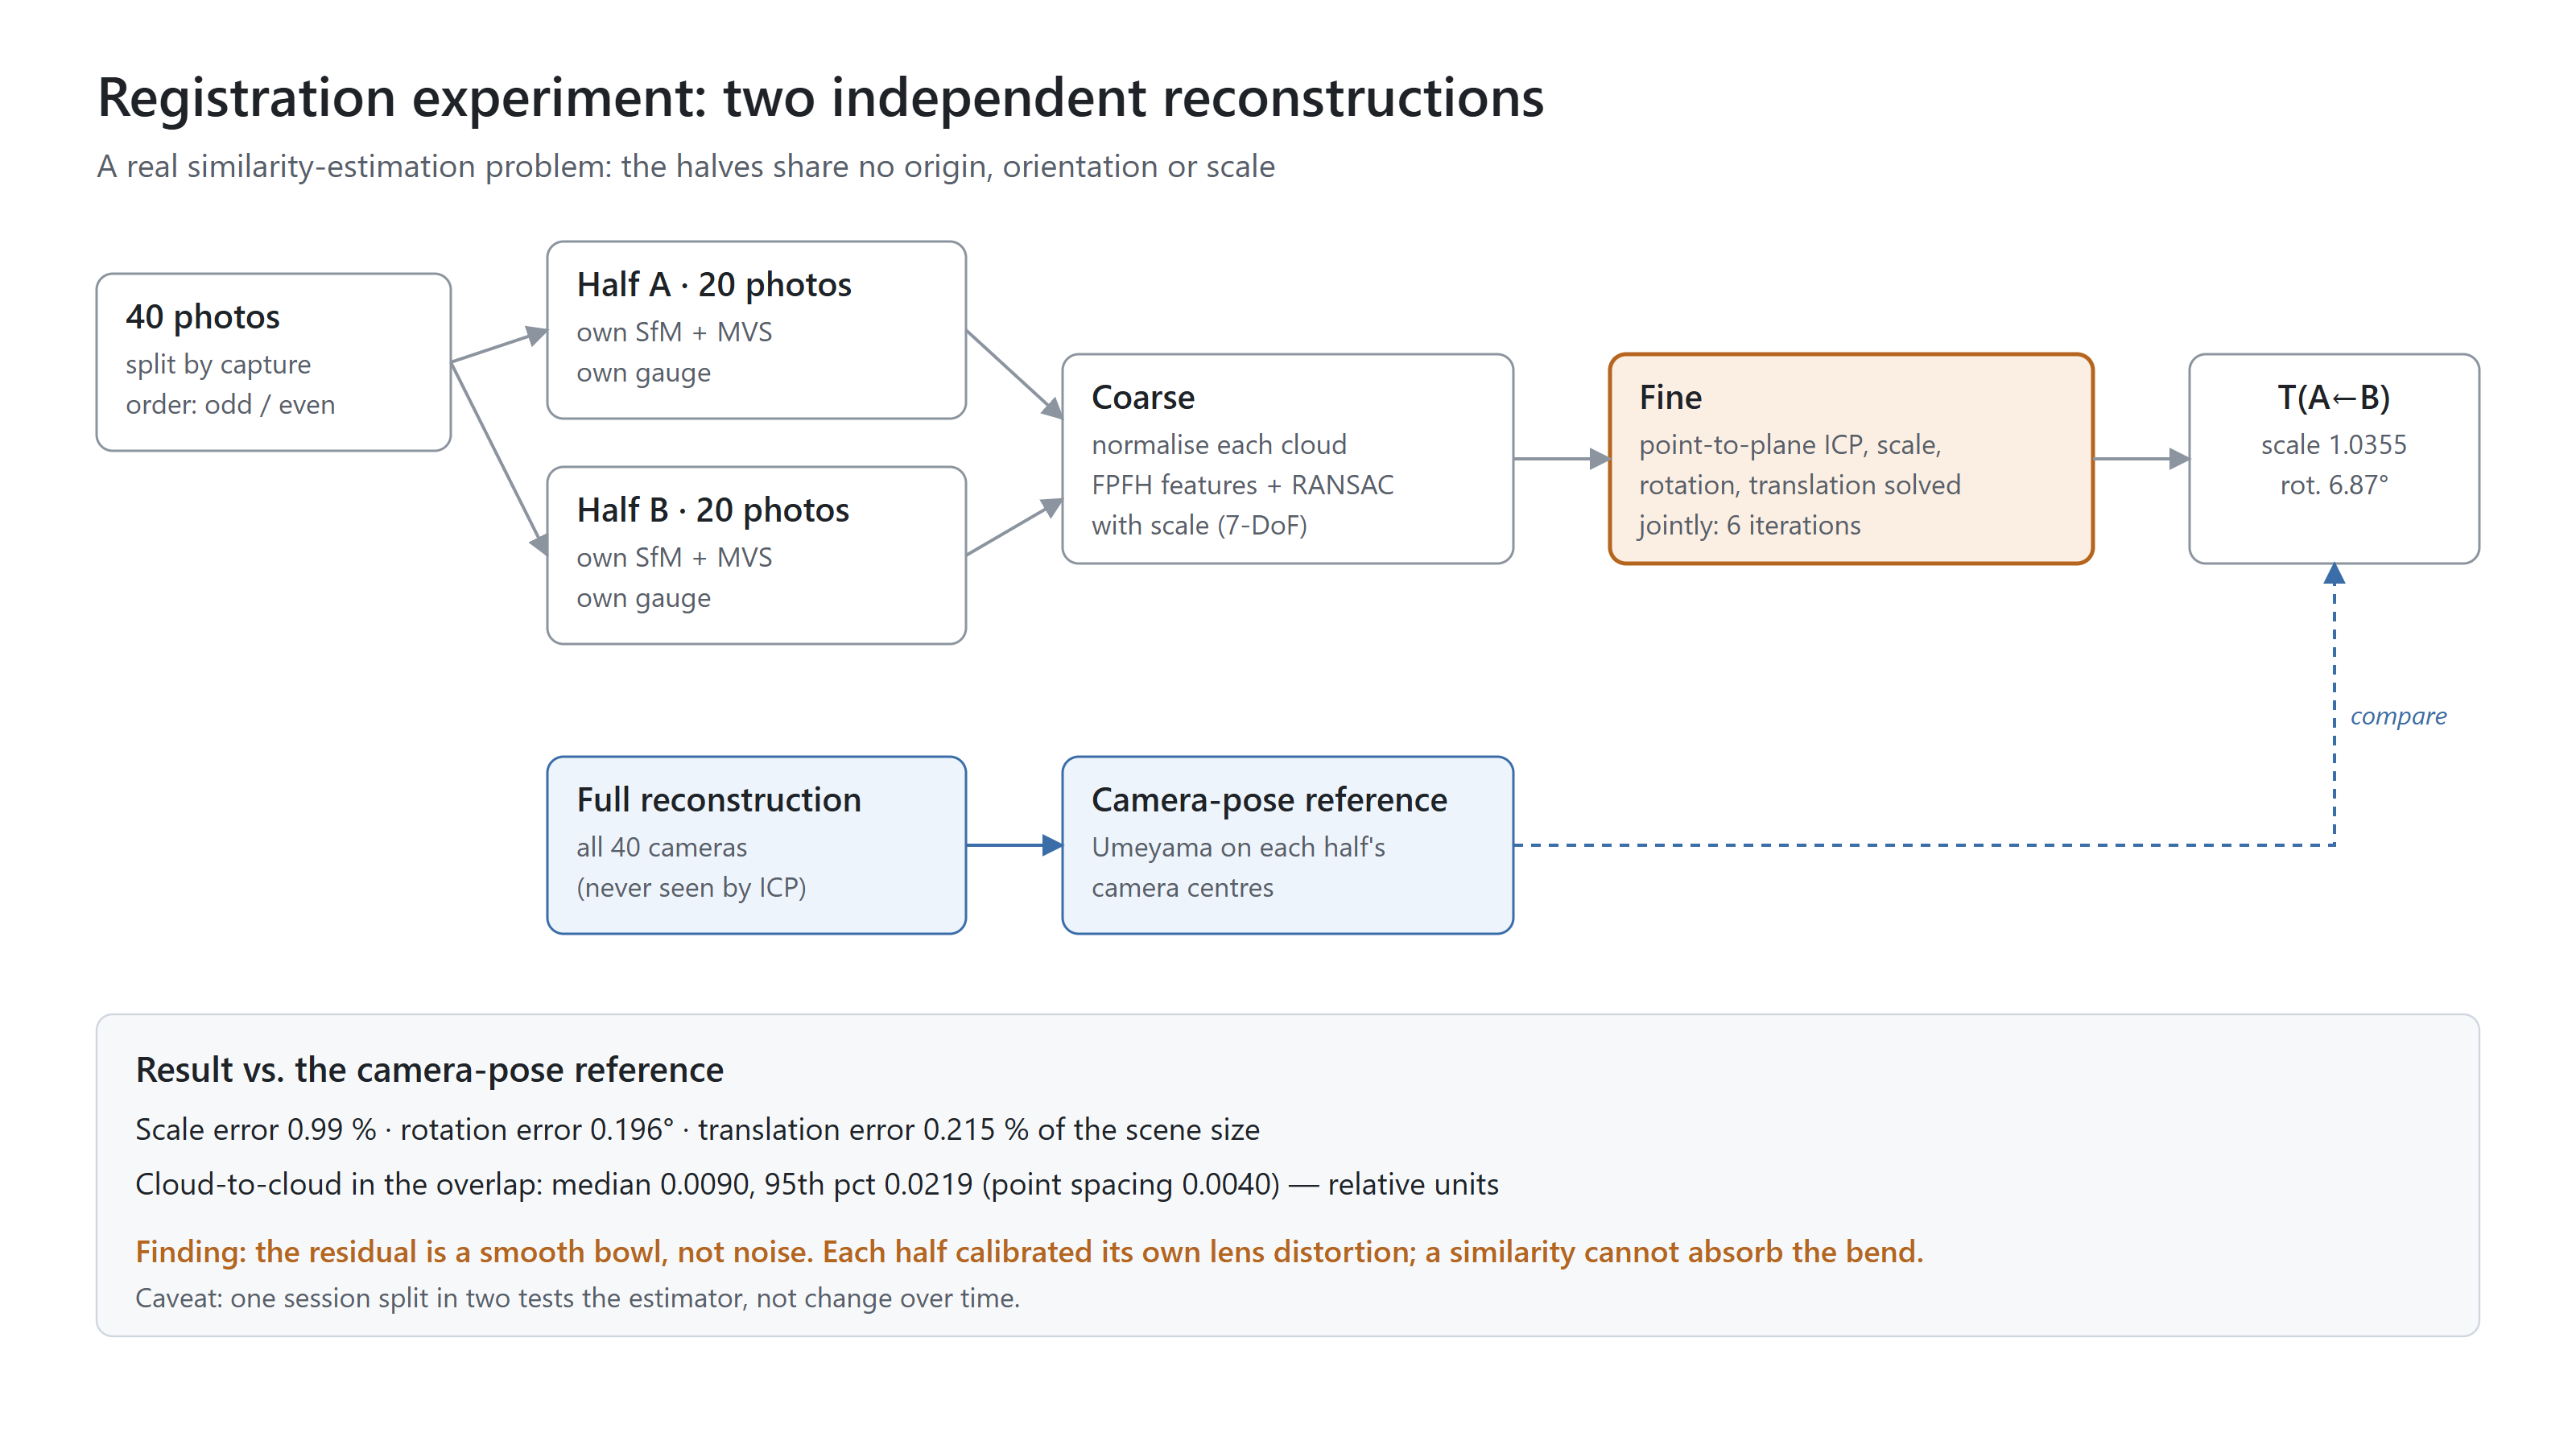 Registration experiment: two independent reconstructions
A real similarity-estimation problem: the halves share no origin, orientation or scale
40 photos
split by capture
order: odd / even
Half A · 20 photos
own SfM + MVS
own gauge
Half B · 20 photos
own SfM + MVS
own gauge
Coarse
normalise each cloud
FPFH features + RANSAC
with scale (7-DoF)
Fine
point-to-plane ICP, scale,
rotation, translation solved
jointly: 6 iterations
T(A←B)
scale 1.0355
rot. 6.87°
compare
Full reconstruction
all 40 cameras
(never seen by ICP)
Camera-pose reference
Umeyama on each half's
camera centres
Result vs. the camera-pose reference
Scale error 0.99 % · rotation error 0.196° · translation error 0.215 % of the scene size
Cloud-to-cloud in the overlap: median 0.0090, 95th pct 0.0219 (point spacing 0.0040) — relative units
Finding: the residual is a smooth bowl, not noise. Each half calibrated its own lens distortion; a similarity cannot absorb the bend.
Caveat: one session split in two tests the estimator, not change over time.